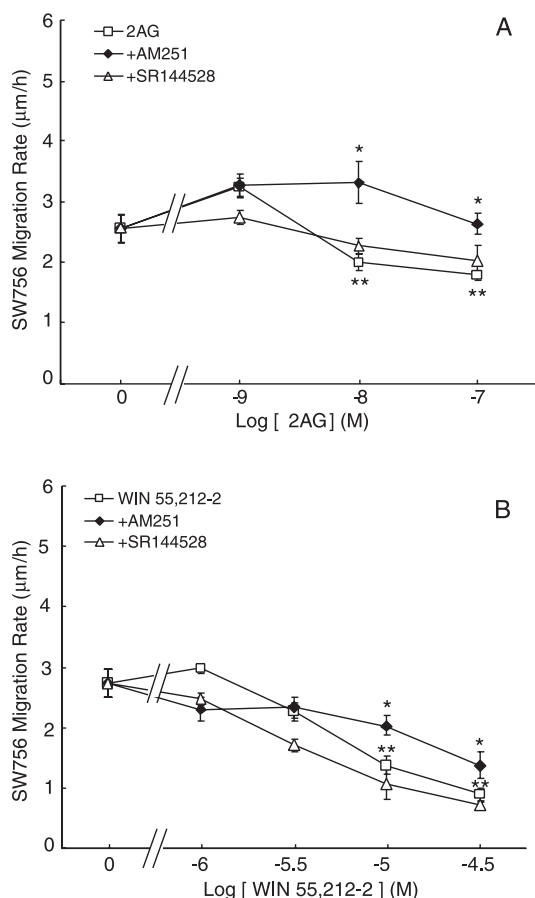 A
2AG
+AM251
+SR144528
6
5
4
3
2
1
0
SW756 Migration Rate (μm/h)
*
*
**
**
0
-9
-8
-7
Log [ 2AG] (M)
B
WIN 55,212-2
+AM251
+SR144528
6
5
4
3
2
1
0
SW756 Migration Rate (μm/h)
*
*
**
**
0
-6
-5.5
-5
-4.5
Log [ WIN 55,212-2 ] (M)